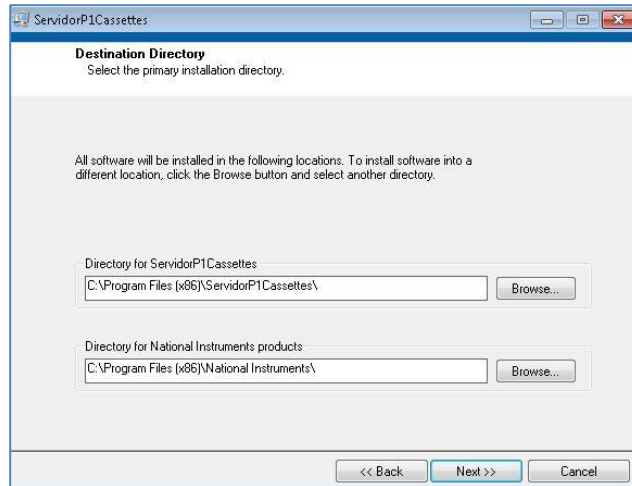 ServidorP1Cassettes
Destination Directory
Select the primary installation directory.
All software will be installed in the following locations. To install software into a
different location, click the Browse button and select another directory.
Directory for ServidorP1Cassettes
C:\Program Files (x86)\ServidorP1Cassettes\
Browse...
Directory for National Instruments products
C:\Program Files (x86)\National Instruments\
Browse...
<< Back
Next >>
Cancel